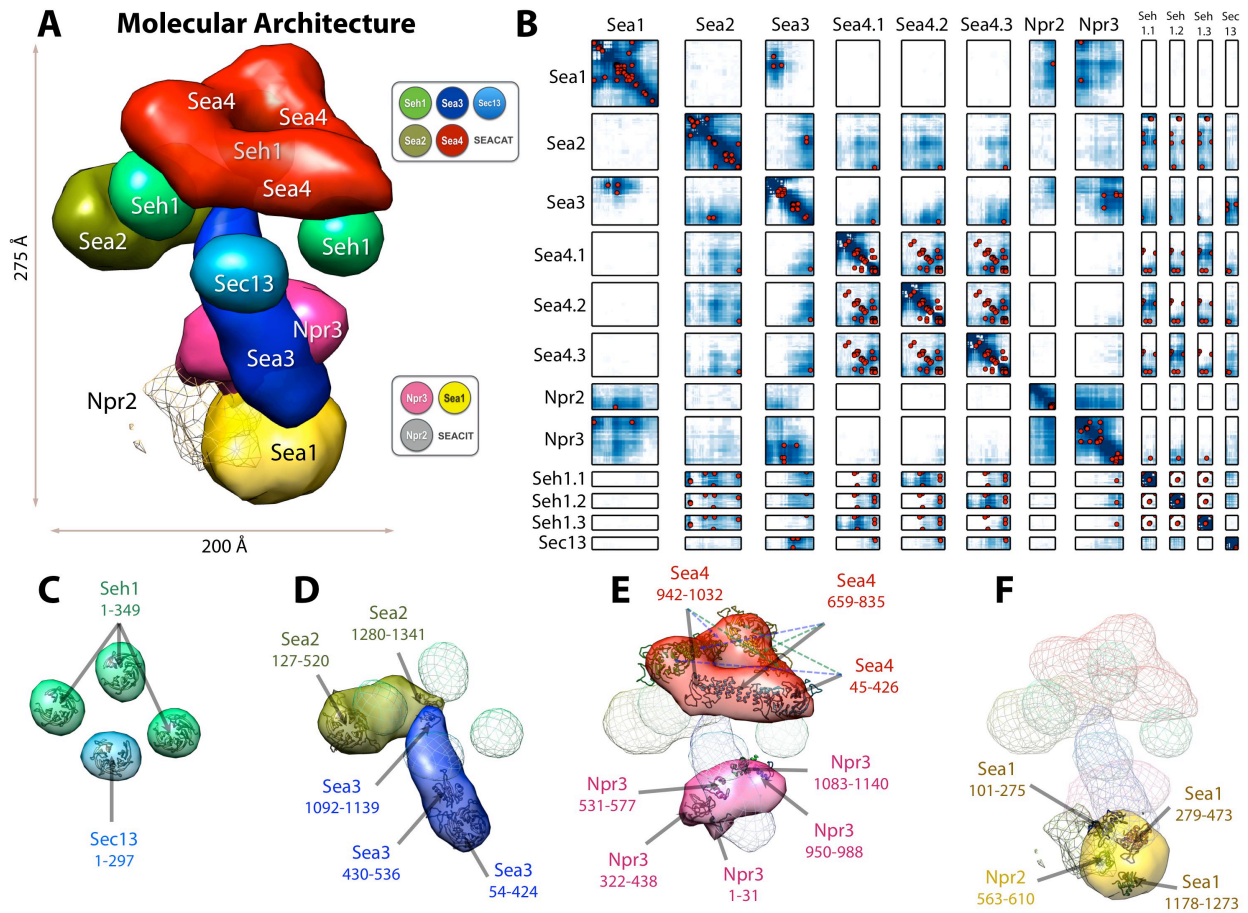 A
Molecular Architecture
275 Å
200 Å
Sea4
Sea4
Seh1
Sea4
Seh1
Sea2
Seh1
Sec13
Npr3
Sea3
Npr2
Sea1
Seh1 Sea3 Sec13
Sea2 Sea4 SEACAT
Npr3 Sea1
Npr2 SEACIT
B
Sea1 Sea2 Sea3 Sea4.1 Sea4.2 Sea4.3 Npr2 Npr3 Seh 1.1 Seh 1.2 Seh 1.3 Sec 13
Sea1
Sea2
Sea3
Sea4.1
Sea4.2
Sea4.3
Npr2
Npr3
Seh1.1
Seh1.2
Seh1.3
Sec13
C
Seh1
1-349
Sec13
1-297
D
Sea2
1280-1341
Sea2
127-520
Sea3
1092-1139
Sea3
430-536
Sea3
54-424
E
Sea4
942-1032
Sea4
659-835
Sea4
45-426
Npr3
531-577
Npr3
1083-1140
Npr3
950-988
Npr3
322-438
Npr3
1-31
F
Sea1
101-275
Sea1
279-473
Npr2
563-610
Sea1
1178-1273